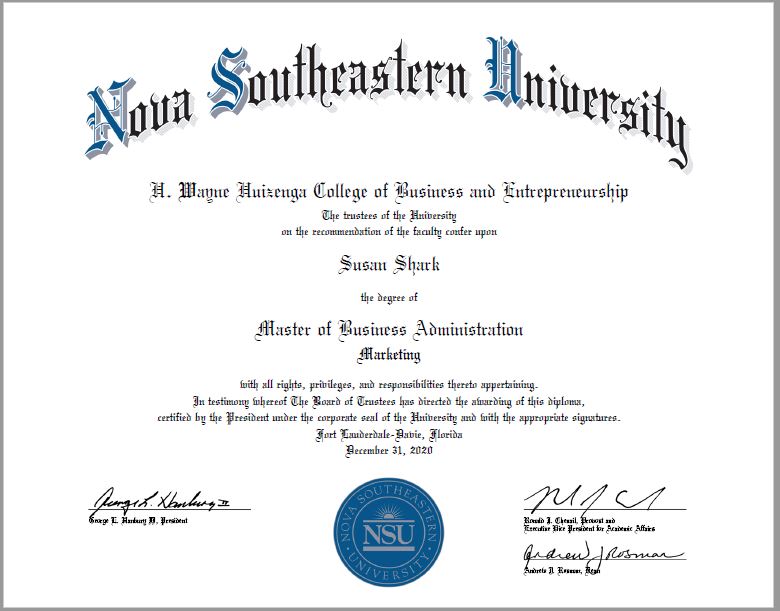 Nova Southeastern University
H. Wayne Huizenga College of Business and Entrepreneurship
The trustees of the University
on the recommendation of the faculty confer upon
Susan Shark
the degree of
Master of Business Administration
Marketing
with all rights, privileges, and responsibilities thereto appertaining.
In testimony whereof The Board of Trustees has directed the awarding of this diploma,
certified by the President under the corporate seal of the University and with the appropriate signatures.
Fort Lauderdale-Davie, Florida
December 31, 2020
George L. Hanbury II
George L. Hanbury II, President
NOVA SOUTHEASTERN
NSU
UNIVERSITY
Ronald J. Chenail, Provost and
Executive Vice President for Academic Affairs
Andrew J Rosman
Andrew J. Rosman, Dean